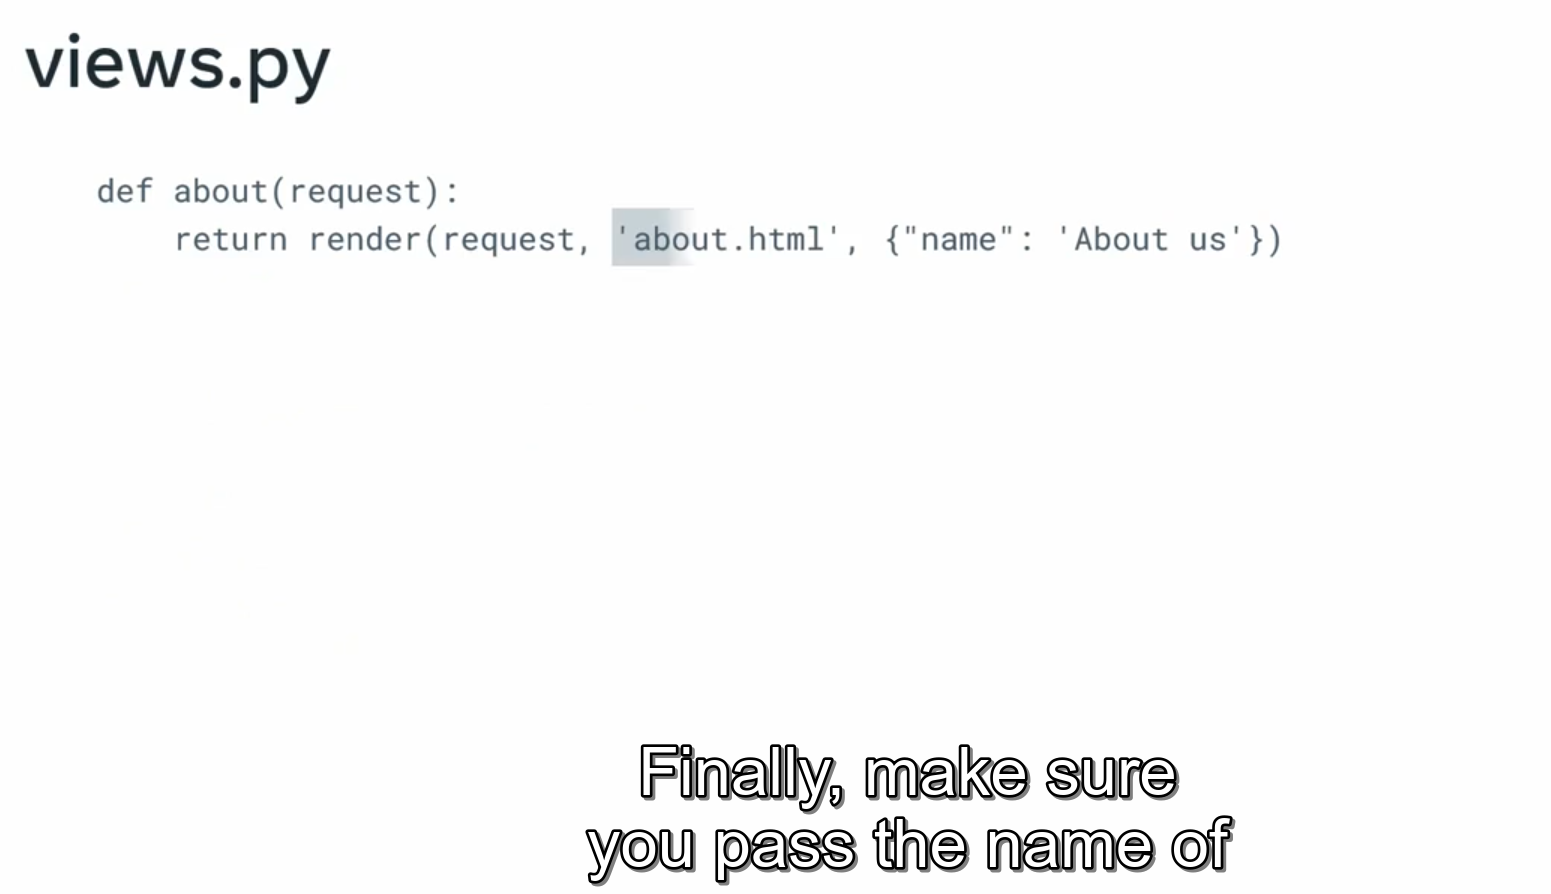 views.py
def about(request):
    return render(request, 'about.html', {"name": 'About us'})
Finally, make sure
you pass the name of